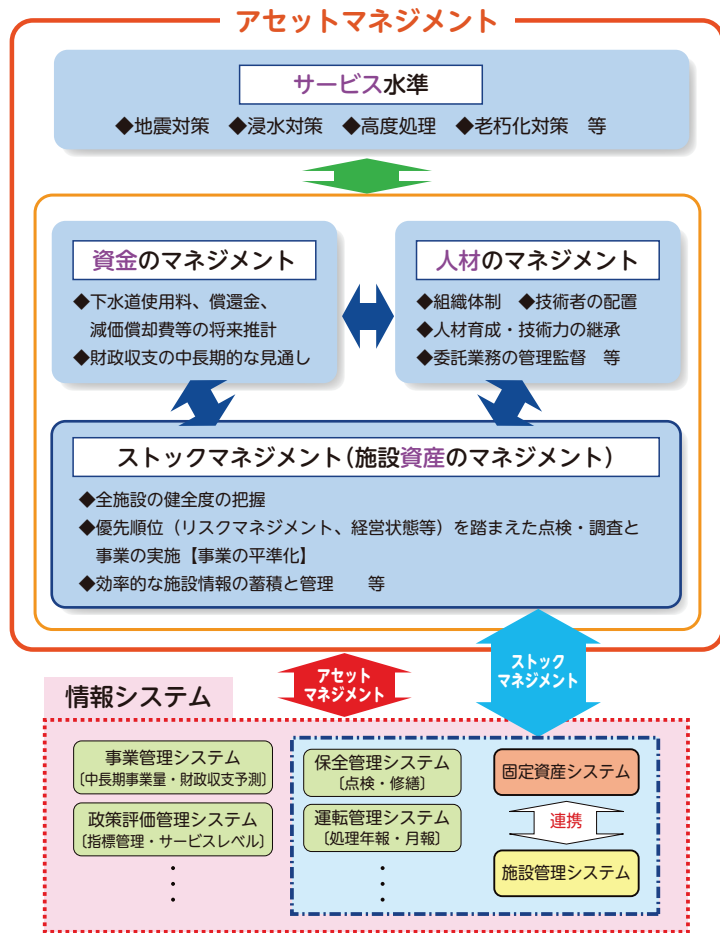 アセットマネジメント
サービス水準
◆地震対策 ◆浸水対策 ◆高度処理 ◆老朽化対策 等
資金のマネジメント
◆下水道使用料、償還金、
減価償却費等の将来推計
◆財政収支の中長期的な見通し
人材のマネジメント
◆組織体制 ◆技術者の配置
◆人材育成・技術力の継承
◆委託業務の管理監督 等
ストックマネジメント(施設資産のマネジメント)
◆全施設の健全度の把握
◆優先順位(リスクマネジメント、経営状態等)を踏まえた点検・調査と
事業の実施【事業の平準化】
◆効率的な施設情報の蓄積と管理 等
アセット
マネジメント
ストック
マネジメント
情報システム
事業管理システム
〔中長期事業量・財政収支予測〕
政策評価管理システム
〔指標管理・サービスレベル〕
保全管理システム
〔点検・修繕〕
運転管理システム
〔処理年報・月報〕
固定資産システム
連携
施設管理システム